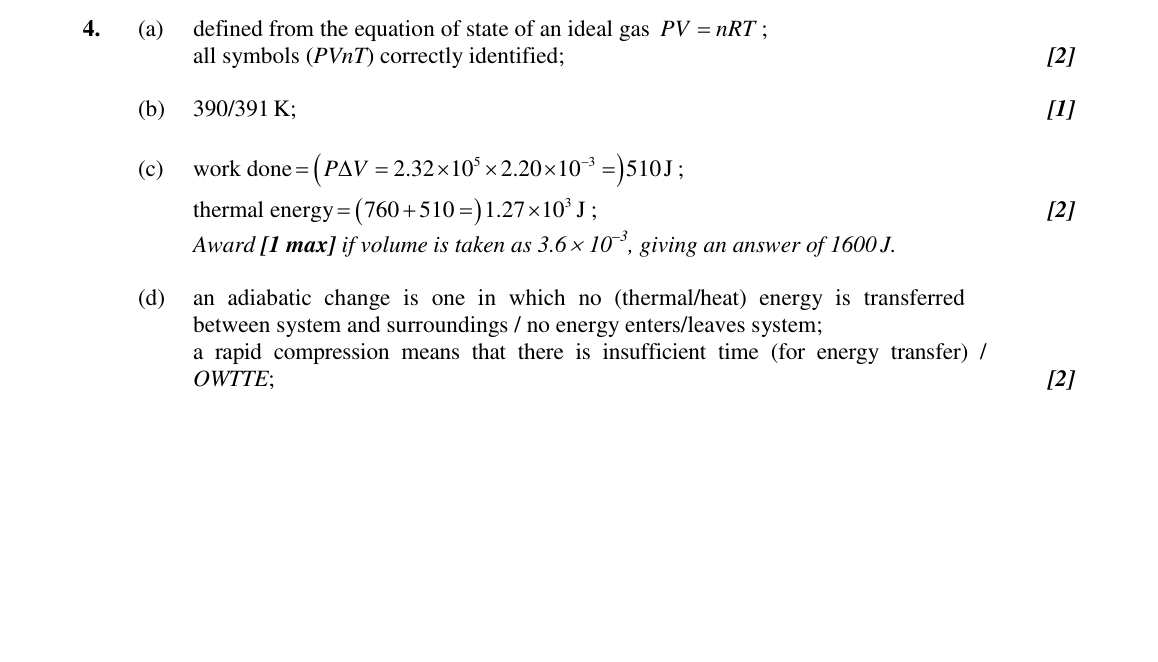 4. (a) defined from the equation of state of an ideal gas PV = nRT ;
all symbols (PVnT) correctly identified; [2]
(b) 390/391 K; [1]
(c) work done = (PΔV = 2.32×10⁵ × 2.20×10⁻³ =) 510 J ;
thermal energy = (760 + 510 =) 1.27×10³ J ; [2]
Award [1 max] if volume is taken as 3.6 × 10⁻³, giving an answer of 1600 J.
(d) an adiabatic change is one in which no (thermal/heat) energy is transferred
between system and surroundings / no energy enters/leaves system;
a rapid compression means that there is insufficient time (for energy transfer) /
OWTTE; [2]